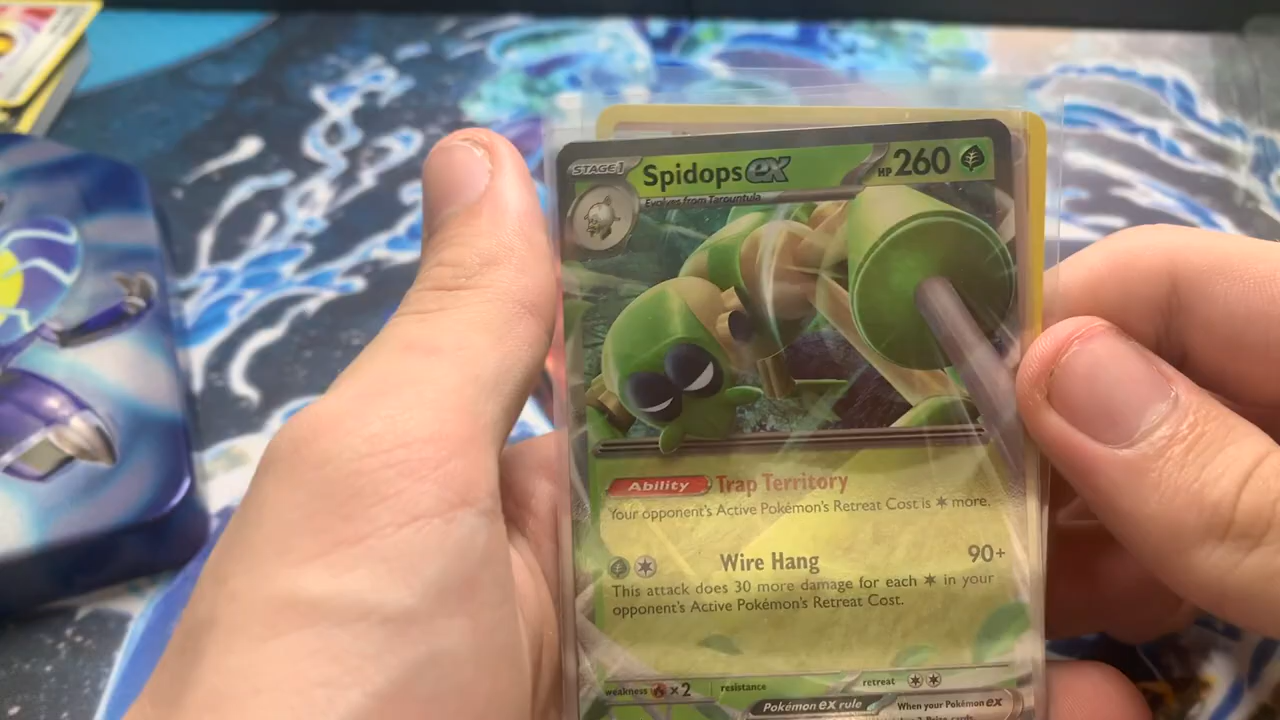 STAGE 1 Spidops ex HP 260
Evolves from Tarountula
Ability Trap Territory
Your opponent's Active Pokémon's Retreat Cost is more.
Wire Hang 90+
This attack does 30 more damage for each in your
opponent's Active Pokémon's Retreat Cost.
weakness ×2 resistance retreat
Pokémon ex rule When your Pokémon ex